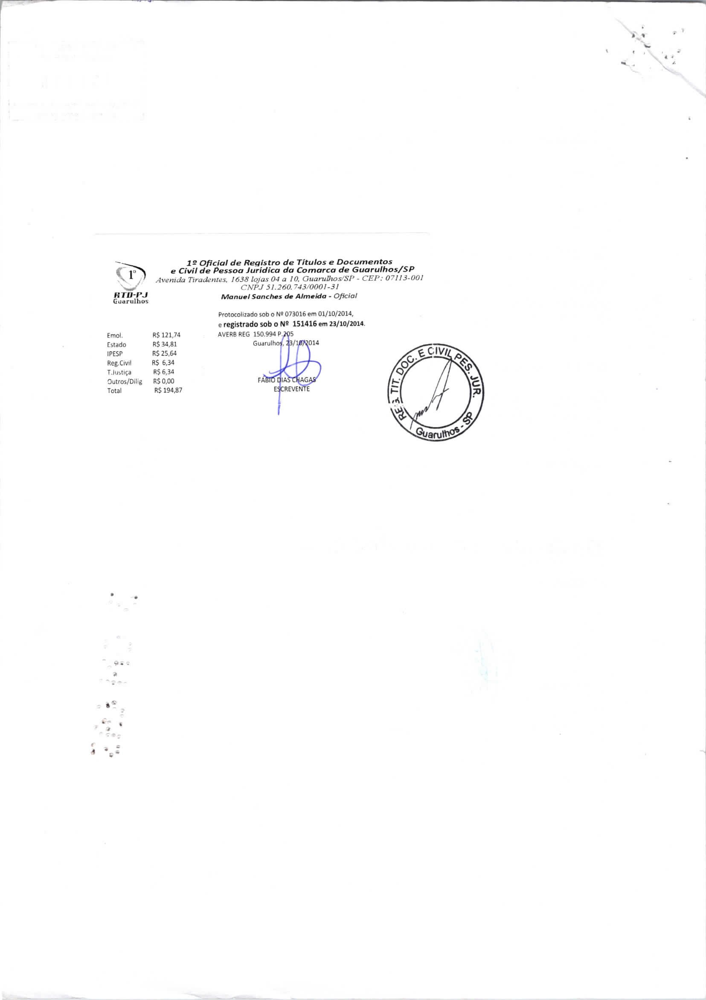 1º Oficial de Registro de Títulos e Documentos
e Civil de Pessoa Jurídica da Comarca de Guarulhos/SP
Avenida Tiradentes, 1638 lojas 04 a 10, Guarulhos/SP - CEP: 07113-001
CNPJ 51.260.743/0001-31
Manuel Sanches de Almeida - Oficial
1º
RTD-PJ
Guarulhos
Protocolizado sob o Nº 073016 em 01/10/2014,
e registrado sob o Nº 151416 em 23/10/2014.
AVERB REG 150.994 P.205
Guarulhos, 23/10/2014
Emol. R$ 121,74
Estado R$ 34,81
IPESP R$ 25,64
Reg.Civil R$ 6,34
T.Justiça R$ 6,34
Outros/Dilig R$ 0,00
Total R$ 194,87
FÁBIO DIAS CHAGAS
ESCREVENTE
REG. TIT. DOC. E CIVIL PES. JUR.
Guarulhos - SP